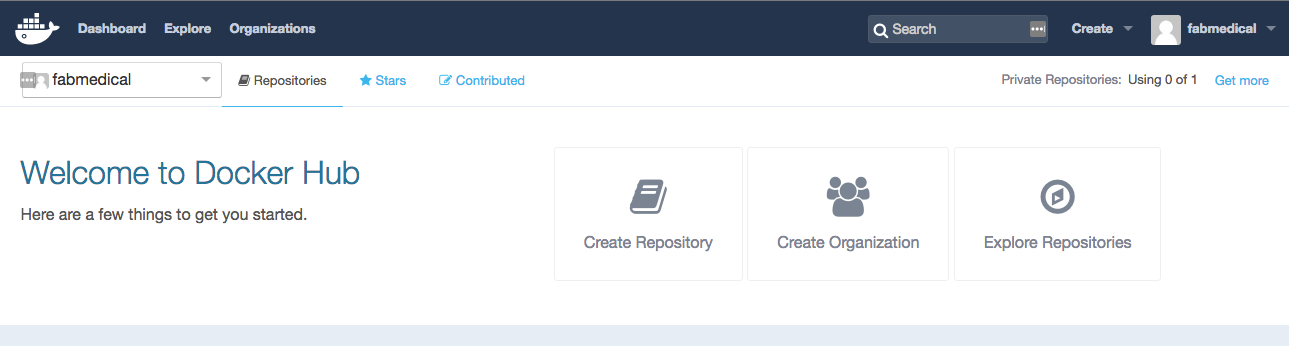 Dashboard Explore Organizations Search Create fabmedical
fabmedical Repositories Stars Contributed Private Repositories: Using 0 of 1 Get more
Welcome to Docker Hub
Here are a few things to get you started.
Create Repository Create Organization Explore Repositories